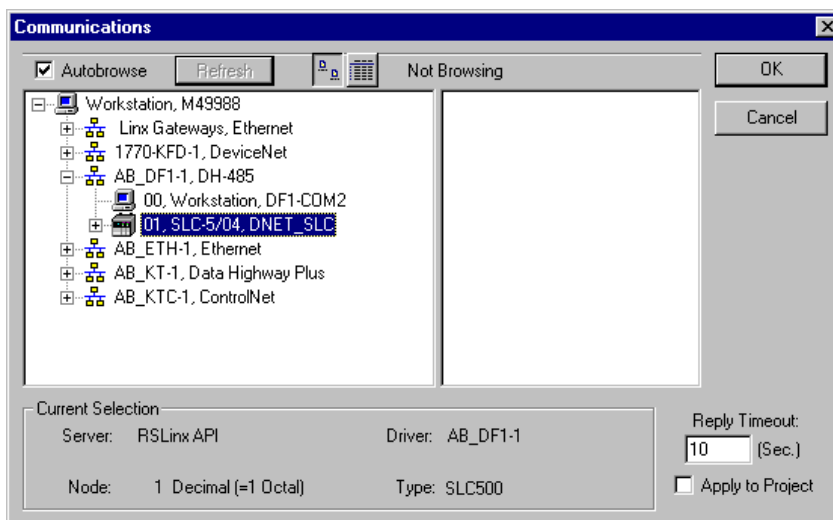 Communications
Autobrowse Refresh Not Browsing OK
Workstation, M49988
Cancel
Linx Gateways, Ethernet
1770-KFD-1, DeviceNet
AB_DF1-1, DH-485
00, Workstation, DF1-COM2
01, SLC-5/04, DNET_SLC
AB_ETH-1, Ethernet
AB_KT-1, Data Highway Plus
AB_KTC-1, ControlNet
Current Selection
Server: RSLinx API Driver: AB_DF1-1
Node: 1 Decimal (=1 Octal) Type: SLC500
Reply Timeout:
10 (Sec.)
Apply to Project